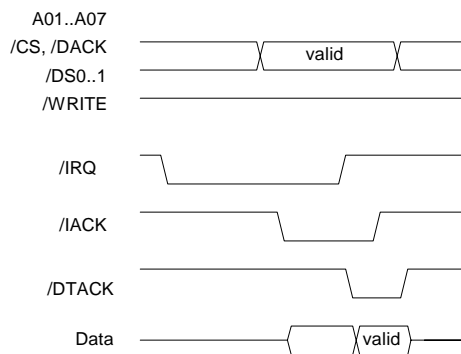 A01..A07
/CS, /DACK
valid
/DS0..1
/WRITE
/IRQ
/IACK
/DTACK
Data
valid